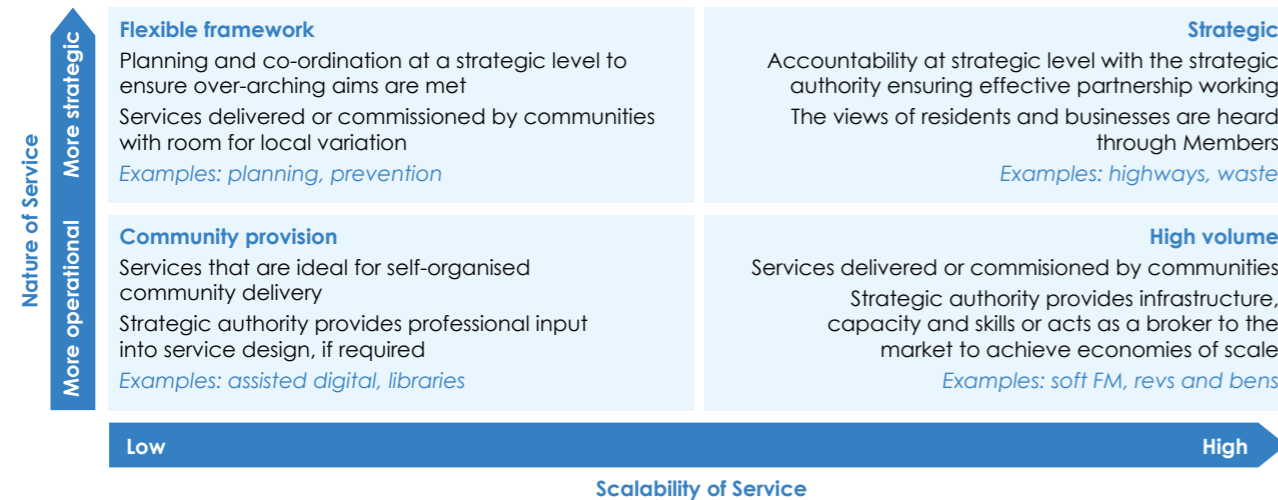 Nature of Service
More strategic
More operational
Flexible framework
Planning and co-ordination at a strategic level to
ensure over-arching aims are met
Services delivered or commissioned by communities
with room for local variation
Examples: planning, prevention
Strategic
Accountability at strategic level with the strategic
authority ensuring effective partnership working
The views of residents and businesses are heard
through Members
Examples: highways, waste
Community provision
Services that are ideal for self-organised
community delivery
Strategic authority provides professional input
into service design, if required
Examples: assisted digital, libraries
High volume
Services delivered or commisioned by communities
Strategic authority provides infrastructure,
capacity and skills or acts as a broker to the
market to achieve economies of scale
Examples: soft FM, revs and bens
Low
High
Scalability of Service